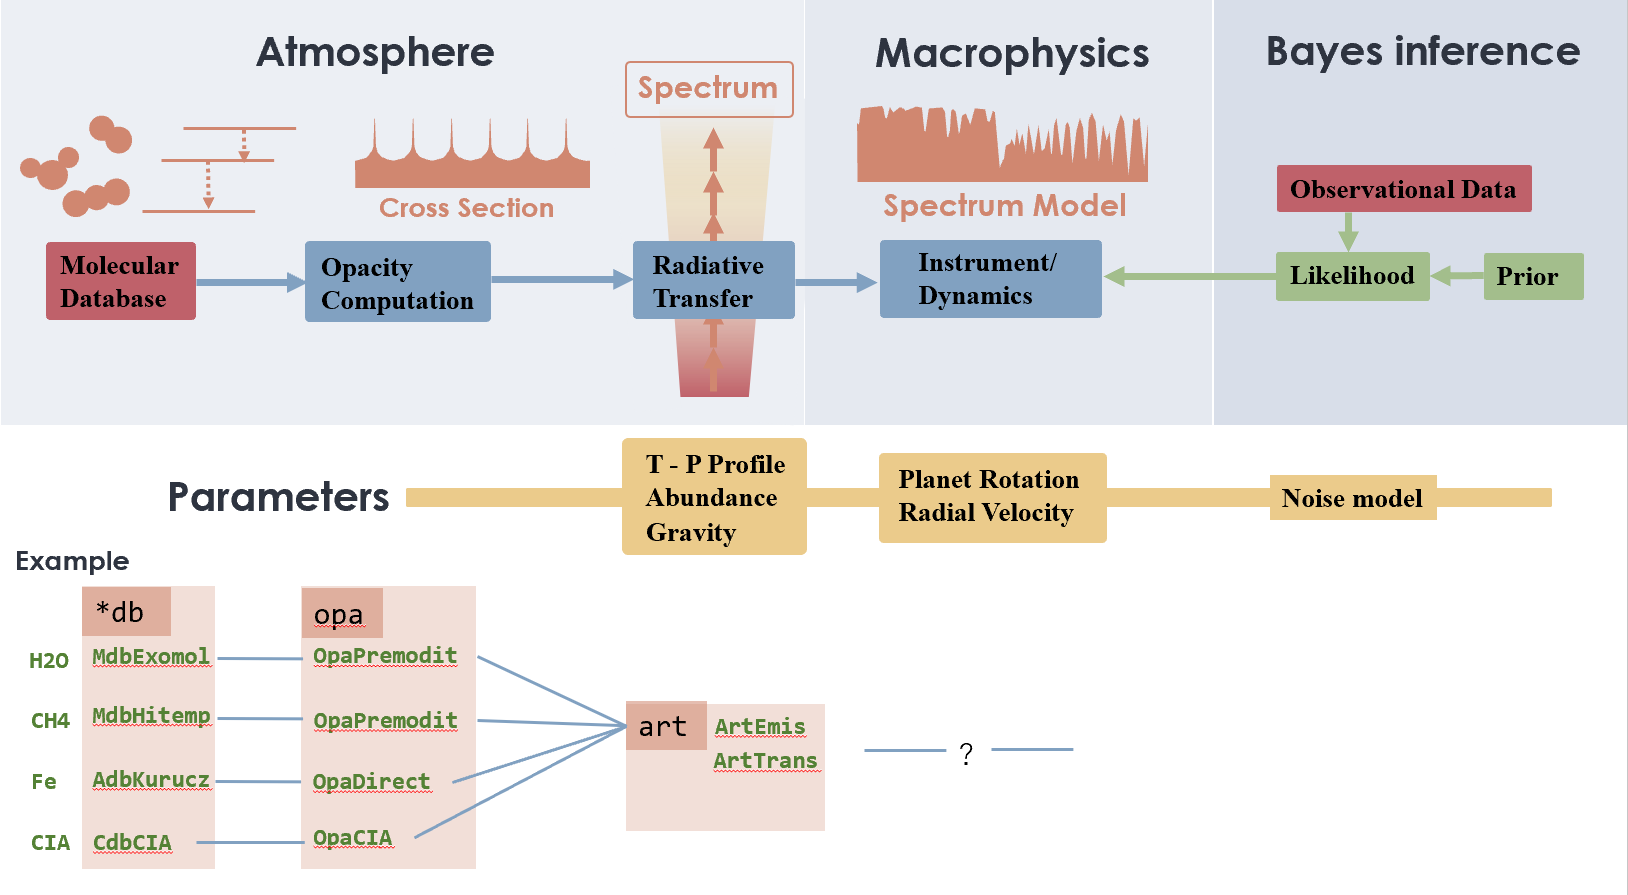 Atmosphere
Macrophysics
Bayes inference
Spectrum
Cross Section
Spectrum Model
Observational Data
Molecular
Database
Opacity
Computation
Radiative
Transfer
Instrument/
Dynamics
Likelihood
Prior
Parameters
T - P Profile
Abundance
Gravity
Planet Rotation
Radial Velocity
Noise model
Example
*db
opa
H2O
MdbExomol
OpaPremodit
CH4
MdbHitemp
OpaPremodit
Fe
AdbKurucz
OpaDirect
CIA
CdbCIA
OpaCIA
art
ArtEmis
ArtTrans
?